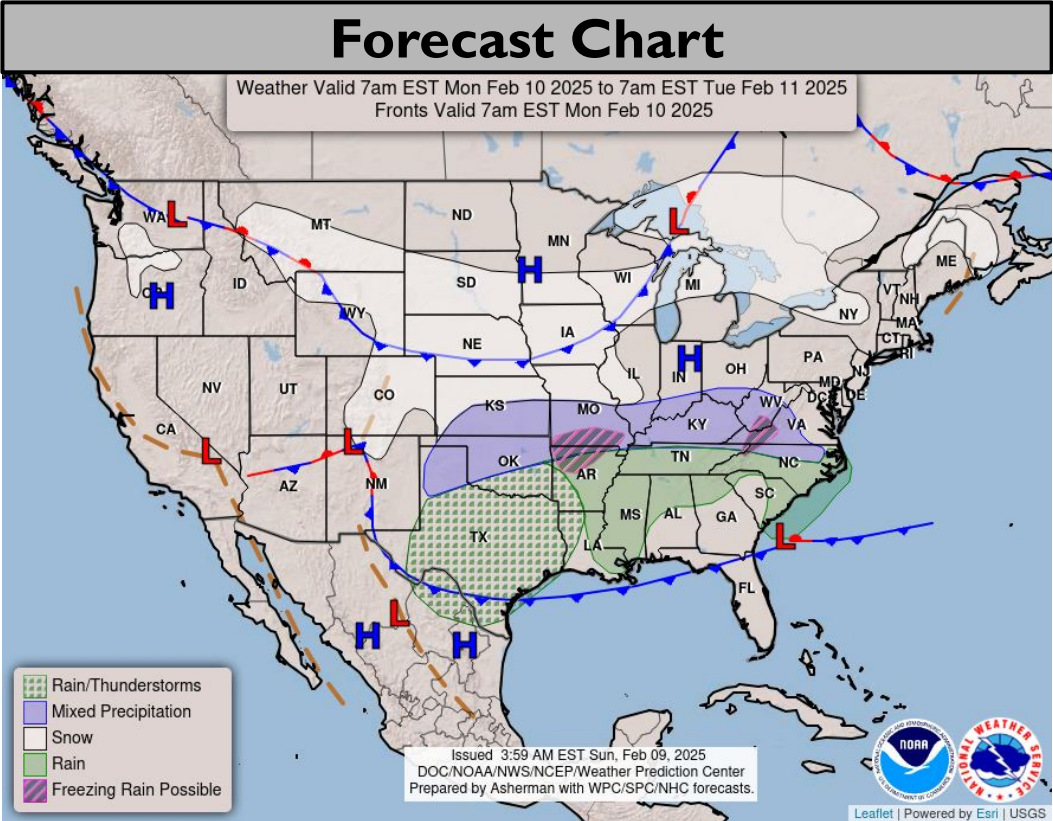 Forecast Chart
Weather Valid 7am EST Mon Feb 10 2025 to 7am EST Tue Feb 11 2025
Fronts Valid 7am EST Mon Feb 10 2025
WA
L
MT
ND
MN
L
ME
H
OR
H
ID
SD
WI
MI
VT
NH
WY
NY
MA
CT
RI
NE
IA
H
NV
UT
CO
IL
IN
OH
PA
NJ
MD
DE
DC
CA
KS
MO
WV
KY
VA
L
L
AZ
NM
OK
AR
TN
NC
SC
TX
MS
AL
GA
LA
L
FL
H
L
H
Rain/Thunderstorms
Mixed Precipitation
Snow
Rain
Freezing Rain Possible
Issued 3:59 AM EST Sun, Feb 09, 2025
DOC/NOAA/NWS/NCEP/Weather Prediction Center
Prepared by Asherman with WPC/SPC/NHC forecasts.
NOAA
NATIONAL WEATHER SERVICE
Leaflet | Powered by Esri | USGS